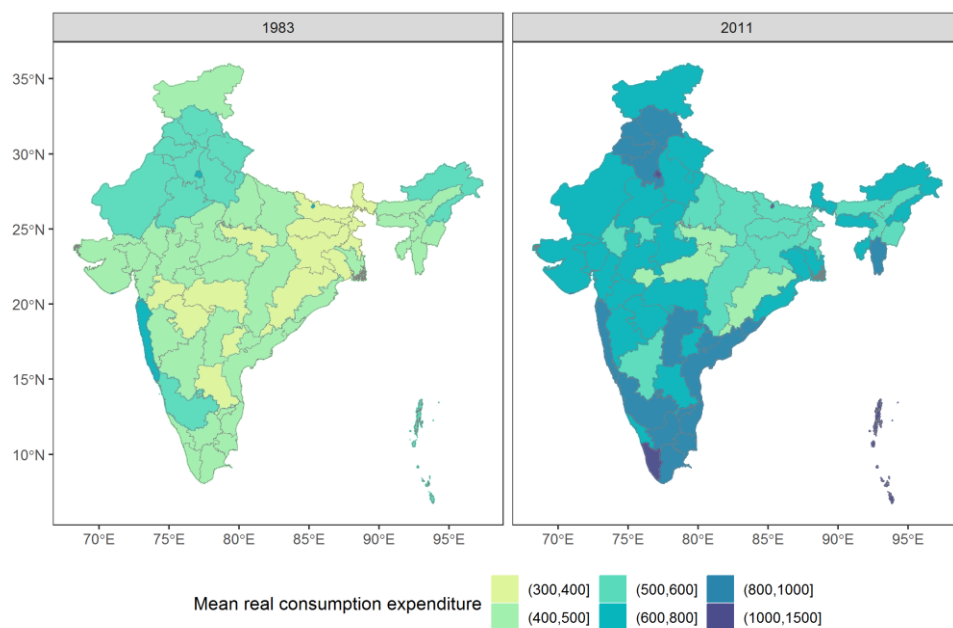 1983
2011
35°N
30°N
25°N
20°N
15°N
10°N
70°E 75°E 80°E 85°E 90°E 95°E
70°E 75°E 80°E 85°E 90°E 95°E
Mean real consumption expenditure
(300,400]
(400,500]
(500,600]
(600,800]
(800,1000]
(1000,1500]